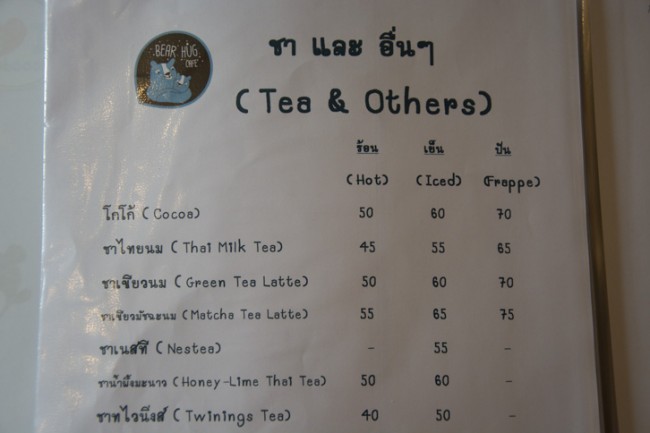 BEAR HUG
CAFE
ชา และ อื่นๆ
(Tea & Others)
ร้อน เย็น ปั่น
(Hot) (Iced) (Frappe)
โกโก้ (Cocoa) 50 60 70
ชาไทยนม (Thai Milk Tea) 45 55 65
ชาเขียวนม (Green Tea Latte) 50 60 70
ชาเขียวมัจฉะนม (Matcha Tea Latte) 55 65 75
ชาเนสที (Nestea) - 55 -
ชาน้ำผึ้งมะนาว (Honey-Lime Thai Tea) 50 60 -
ชาทไวนิงส์ (Twinings Tea) 40 50 -